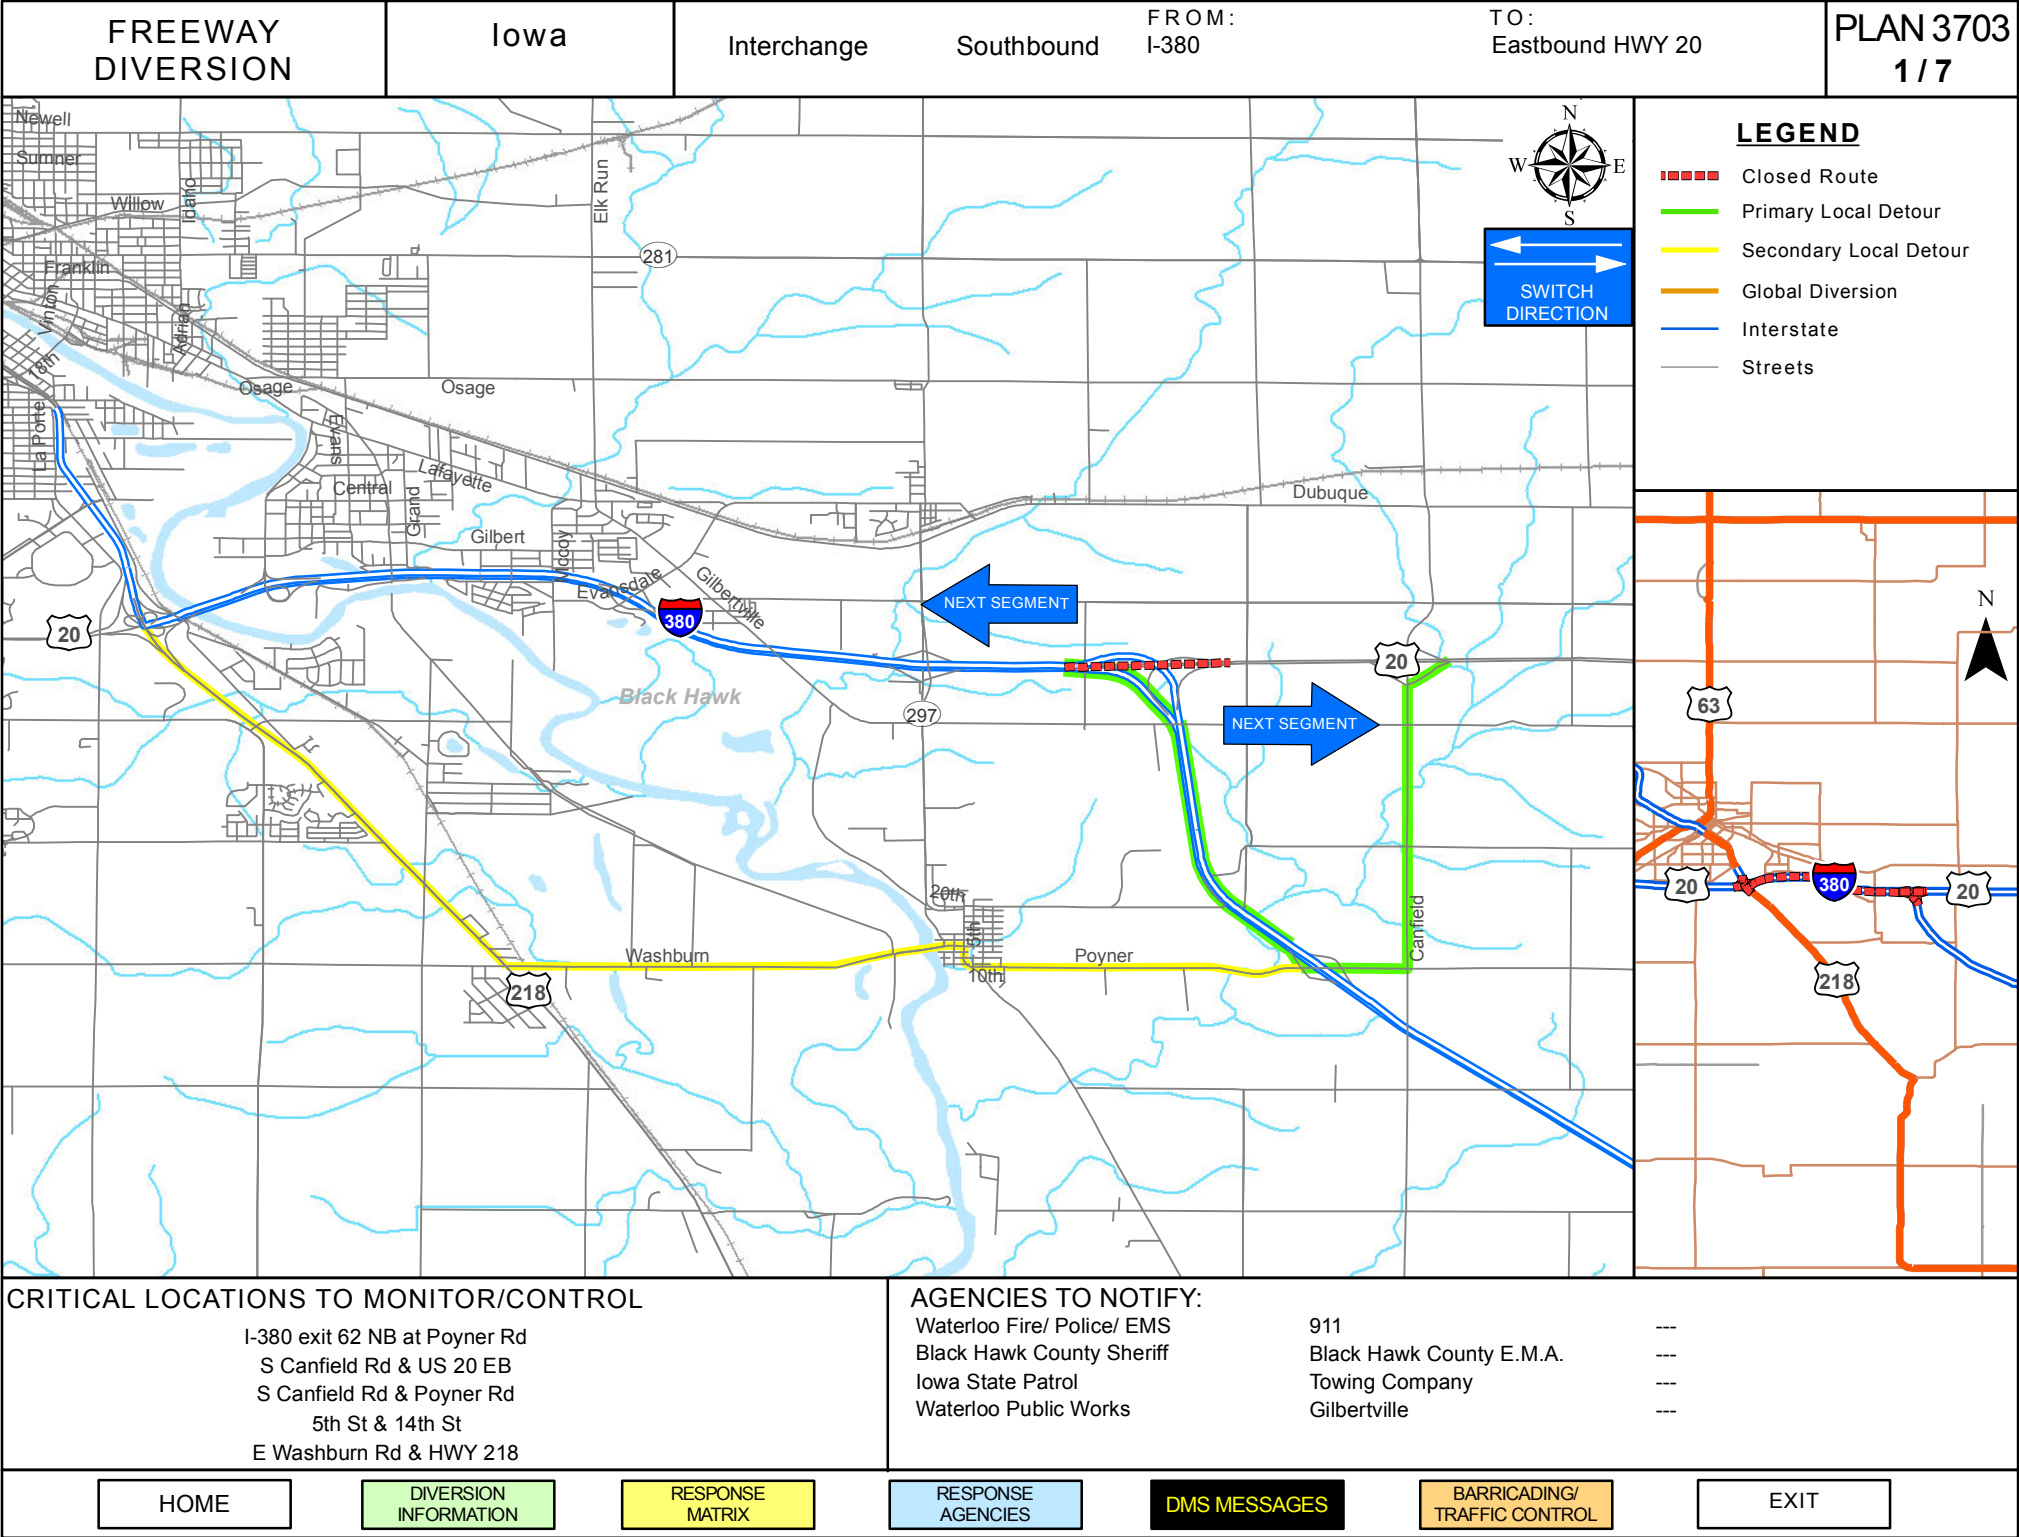 FREEWAY
DIVERSION
Iowa
Interchange
Southbound
FROM:
I-380
TO:
Eastbound HWY 20
PLAN 3703
1 / 7
Newell
Sumner
Willow
Idaho
Elk Run
281
Franklin
Vinton
Adrian
18th
Osage
Osage
La Porte
Evans
Lafayette
Central
Grand
Gilbert
Mccoy
Evansdale
Gilbertville
Dubuque
380
20
20
Black Hawk
297
NEXT SEGMENT
NEXT SEGMENT
20th
5th
10th
Washburn
Poyner
Canfield
218
N
W
E
S
SWITCH
DIRECTION
LEGEND
Closed Route
Primary Local Detour
Secondary Local Detour
Global Diversion
Interstate
Streets
N
63
20
380
20
218
CRITICAL LOCATIONS TO MONITOR/CONTROL
I-380 exit 62 NB at Poyner Rd
S Canfield Rd & US 20 EB
S Canfield Rd & Poyner Rd
5th St & 14th St
E Washburn Rd & HWY 218
AGENCIES TO NOTIFY:
Waterloo Fire/ Police/ EMS
911
---
Black Hawk County Sheriff
Black Hawk County E.M.A.
---
Iowa State Patrol
Towing Company
---
Waterloo Public Works
Gilbertville
---
HOME
DIVERSION
INFORMATION
RESPONSE
MATRIX
RESPONSE
AGENCIES
DMS MESSAGES
BARRICADING/
TRAFFIC CONTROL
EXIT